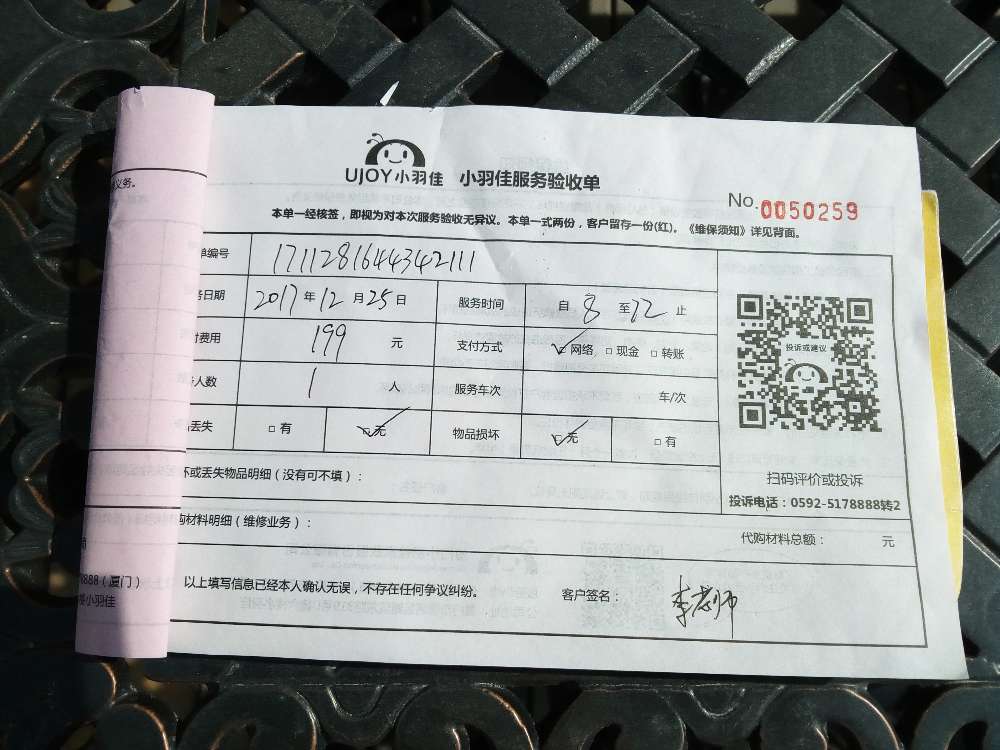 UJOY小羽佳 小羽佳服务验收单
No. 0050259
本单一经核签，即视为对本次服务验收无异议。本单一式两份，客户留存一份(红)。《维保须知》详见背面。
单编号 1711281644342111
日期 2017年12月25日 服务时间 自8至12止
费用 199 元 支付方式 网络 现金 转账
人数 1 人 服务车次 车/次
丢失 有 无 物品损坏 无 有
投诉或建议
扫码评价或投诉
投诉电话：0592-5178888转2
坏或丢失物品明细（没有可不填）：
购材料明细（维修业务）：
代购材料总额： 元
以上填写信息已经本人确认无误，不存在任何争议纠纷。 客户签名： 李老师
义务。
8888（厦门）
小羽佳